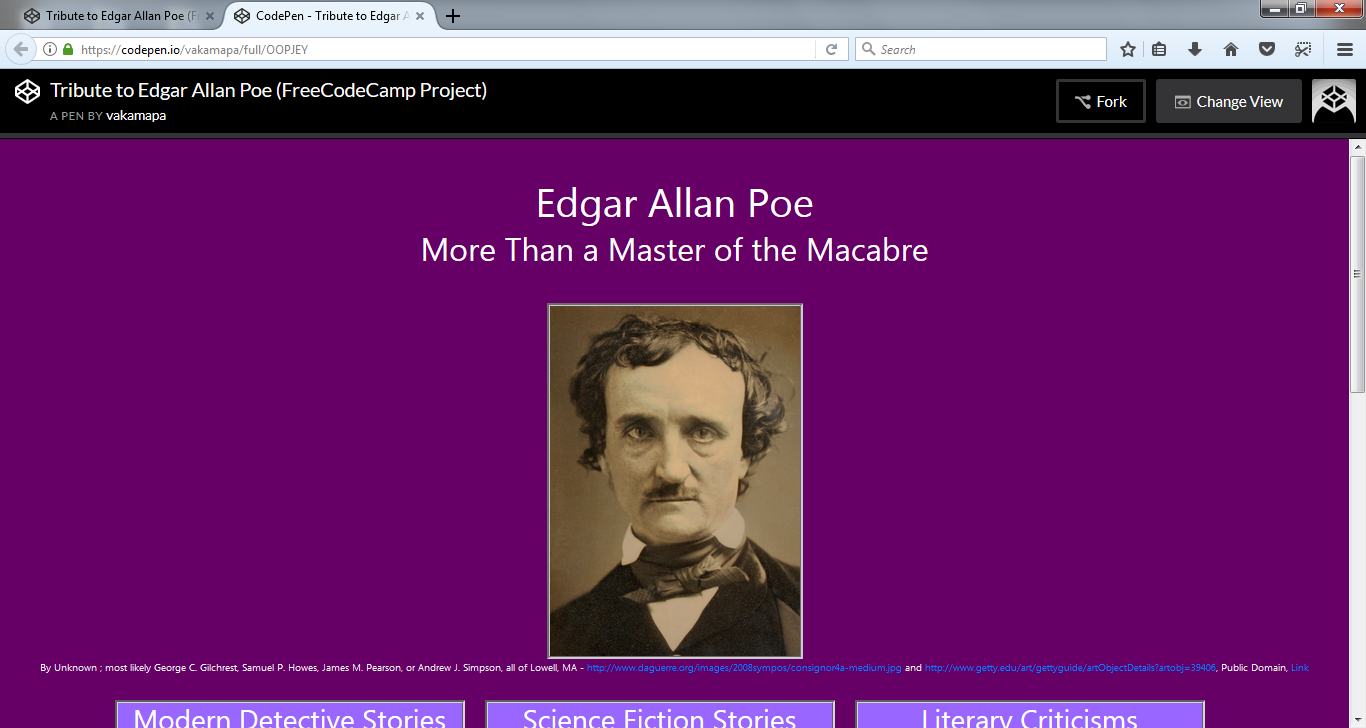 Tribute to Edgar Allan Poe (F
CodePen - Tribute to Edgar A
https://codepen.io/vakamapa/full/OOPJEY
Search
Tribute to Edgar Allan Poe (FreeCodeCamp Project)
A PEN BY vakamapa
Fork
Change View
Edgar Allan Poe
More Than a Master of the Macabre
By Unknown ; most likely George C. Gilchrest, Samuel P. Howes, James M. Pearson, or Andrew J. Simpson, all of Lowell, MA - http://www.daguerre.org/images/2008sympos/consignor4a-medium.jpg and http://www.getty.edu/art/gettyguide/artObjectDetails?artobj=39406, Public Domain, Link
Modern Detective Stories
Science Fiction Stories
Literary Criticisms